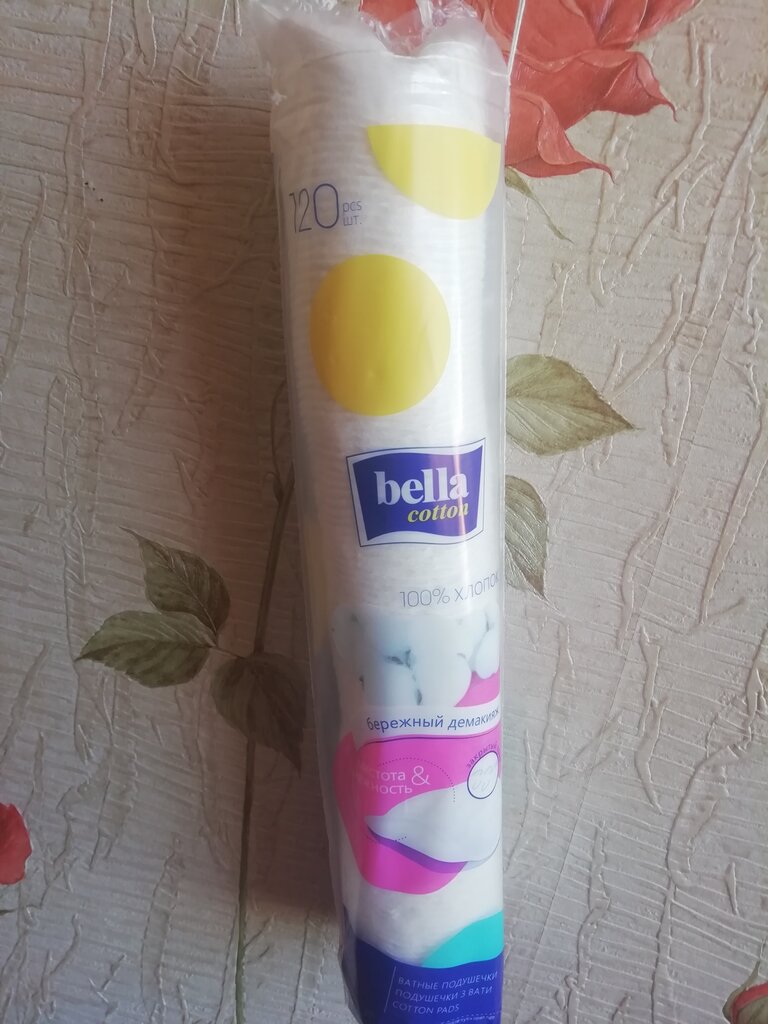 120 pcs
шт.
bella
cotton
100% хлопок
бережный демакияж
&
ВАТНЫЕ ПОДУШЕЧКИ
ПОДУШЕЧКИ З ВАТИ
COTTON PADS